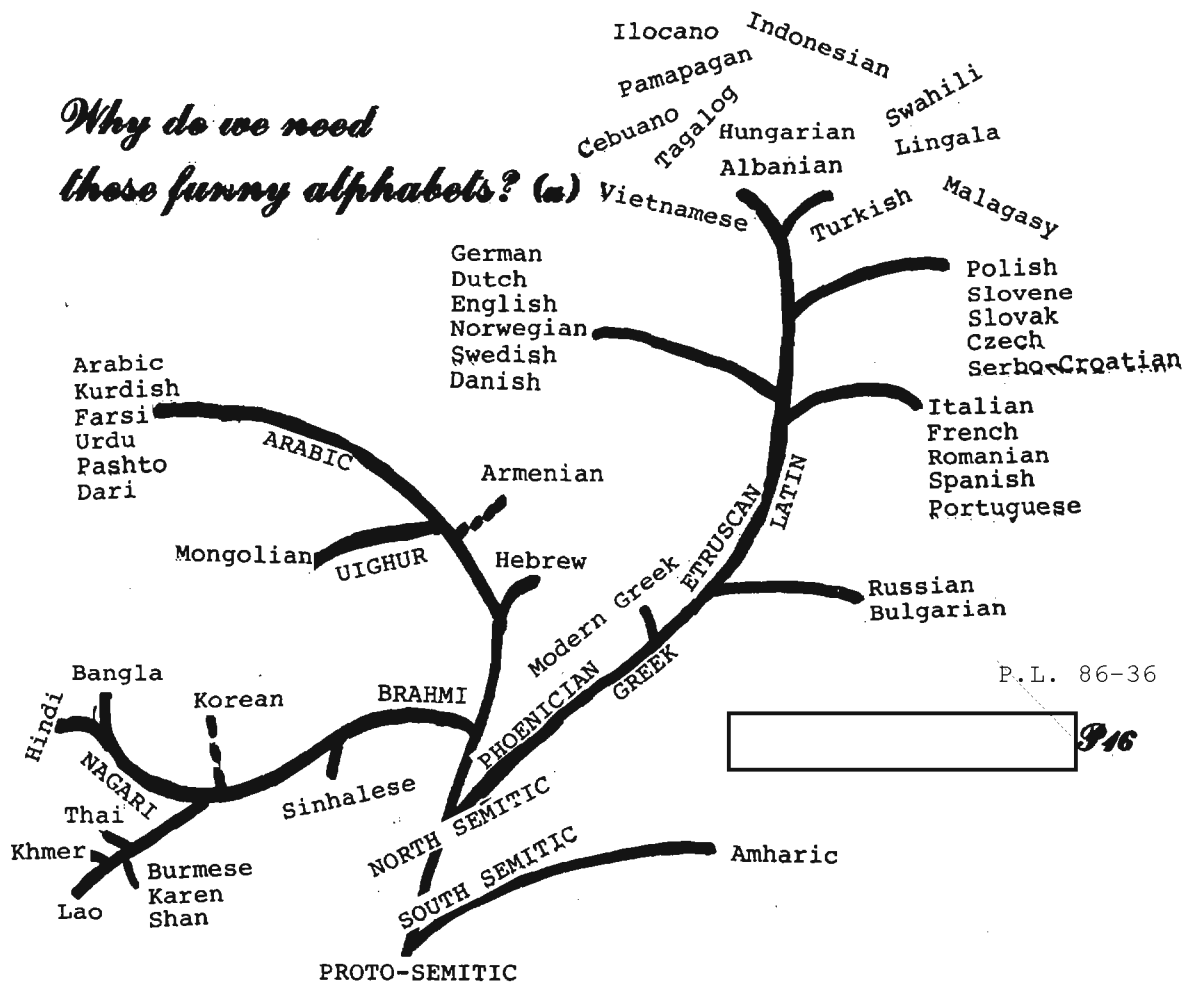 Why do we need
those funny alphabets? (u)
Ilocano
Indonesian
Pamapagan
Swahili
Cebuano
Tagalog
Hungarian
Albanian
Lingala
Vietnamese
Turkish
Malagasy
German
Dutch
English
Norwegian
Swedish
Danish
Polish
Slovene
Slovak
Czech
Serbo-Croatian
Arabic
Kurdish
Farsi
Urdu
Pashto
Dari
ARABIC
Italian
French
Romanian
Spanish
Portuguese
Armenian
ETRUSCAN
LATIN
Mongolian
UIGHUR
Hebrew
Modern Greek
Russian
Bulgarian
PHOENICIAN
GREEK
P.L. 86-36
P16
Bangla
Hindi
Korean
BRAHMI
NAGARI
Sinhalese
Thai
Khmer
Lao
Burmese
Karen
Shan
NORTH SEMITIC
SOUTH SEMITIC
Amharic
PROTO-SEMITIC